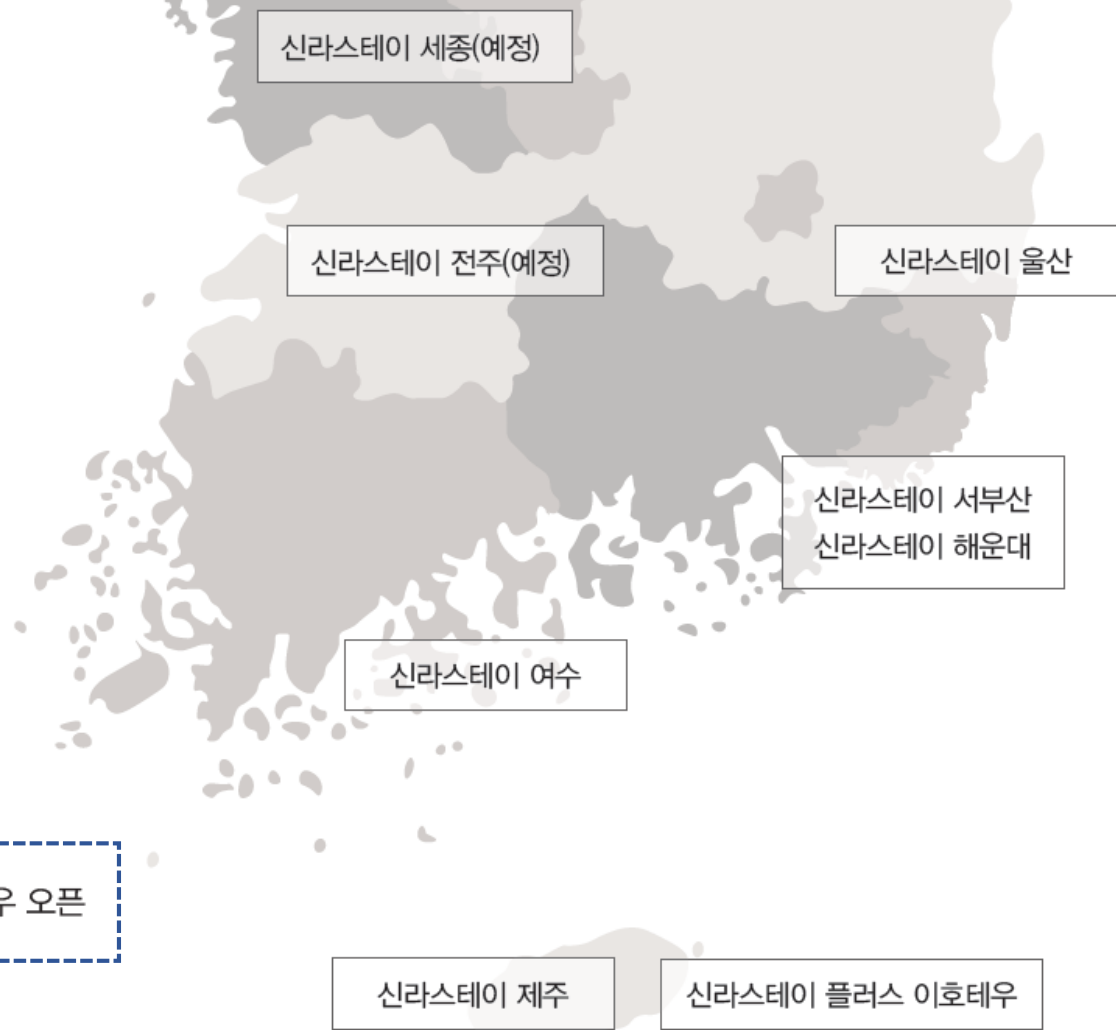 신라스테이 세종(예정)
신라스테이 전주(예정)
신라스테이 울산
신라스테이 서부산
신라스테이 해운대
신라스테이 여수
우 오픈
신라스테이 제주
신라스테이 플러스 이호테우